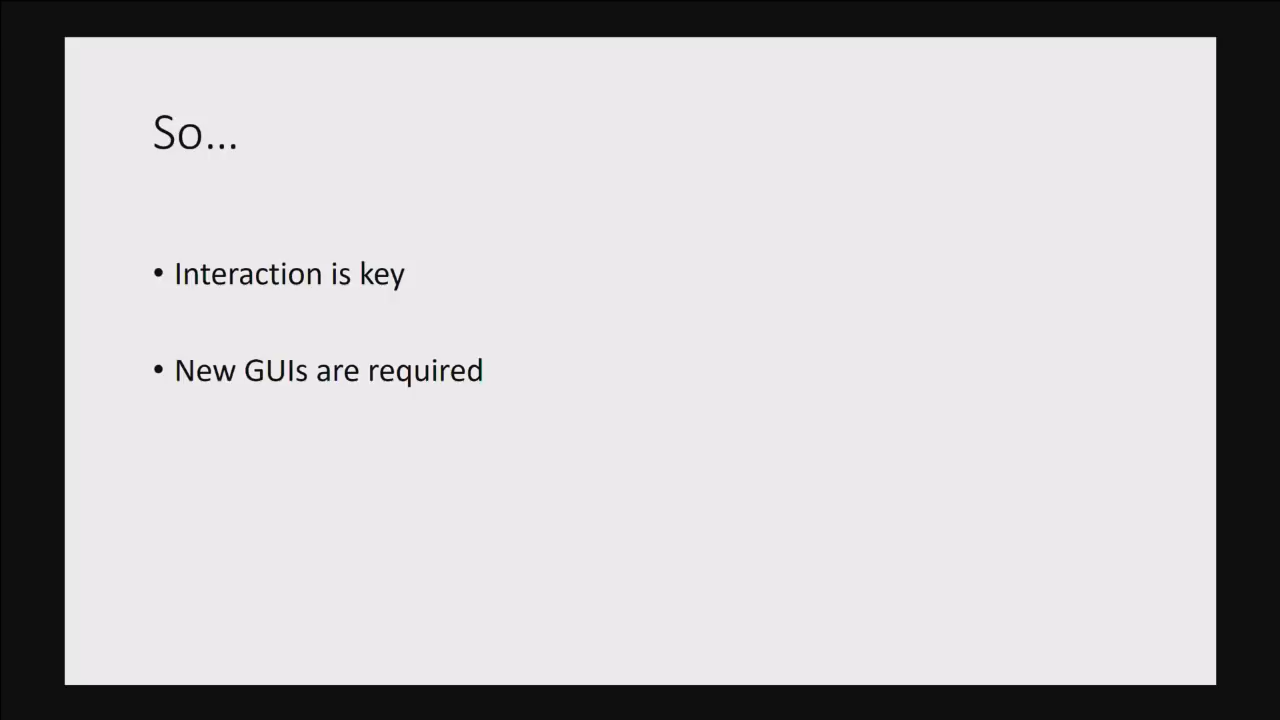 So...
• Interaction is key
• New GUIs are required